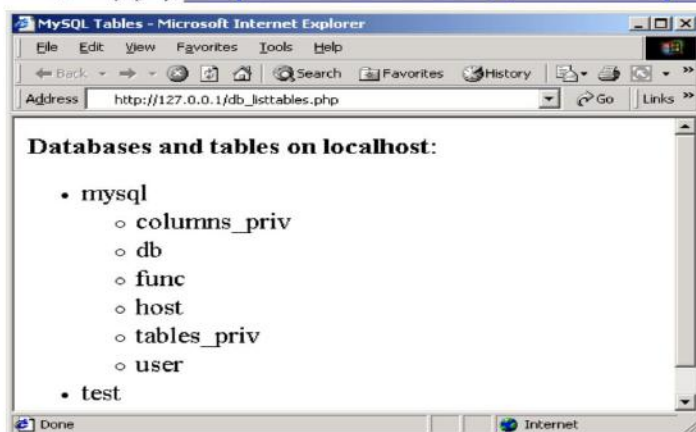 MySQL Tables - Microsoft Internet Explorer
File Edit View Favorites Tools Help
Back Search Favorites History
Address http://127.0.0.1/db_listtables.php Go Links »
Databases and tables on localhost:
• mysql
○ columns_priv
○ db
○ func
○ host
○ tables_priv
○ user
• test
Done Internet